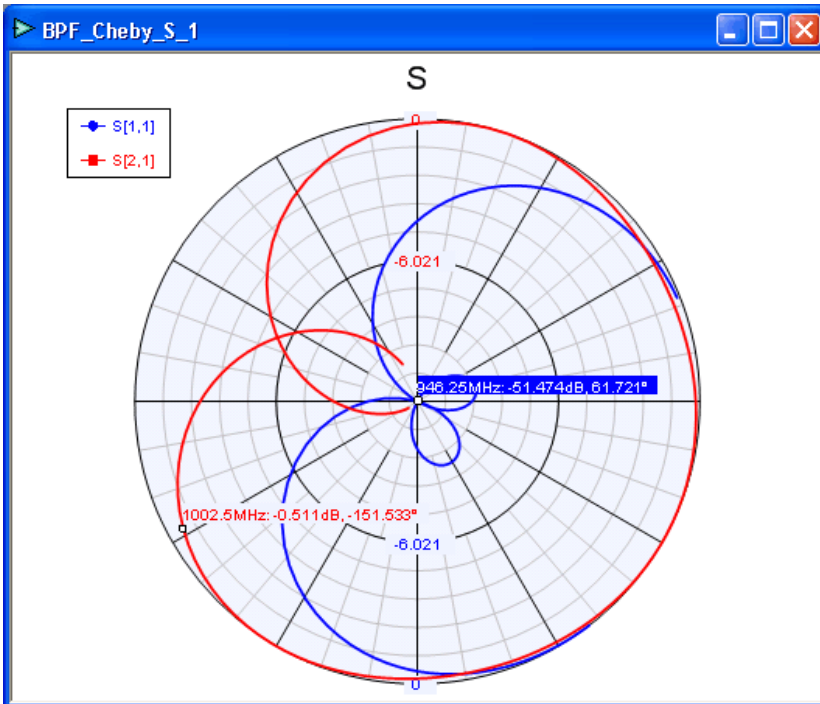 BPF_Cheby_S_1
S
S[1,1]
S[2,1]
0
-6.021
946.25MHz: -51.474dB, 61.721°
1002.5MHz: -0.511dB, -151.533°
-6.021
0